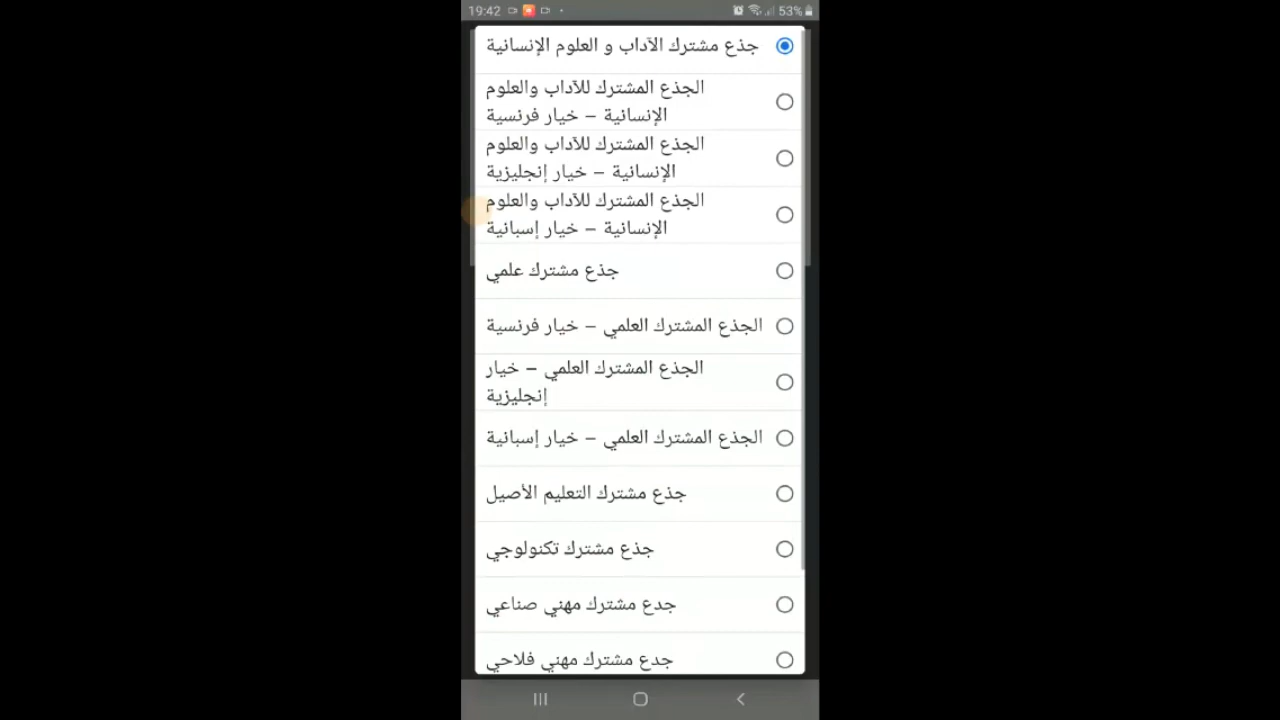 19:42
53%
جذع مشترك الآداب و العلوم الإنسانية
الجذع المشترك للآداب والعلوم
الإنسانية – خيار فرنسية
الجذع المشترك للآداب والعلوم
الإنسانية – خيار إنجليزية
الجذع المشترك للآداب والعلوم
الإنسانية – خيار إسبانية
جذع مشترك علمي
الجذع المشترك العلمي – خيار فرنسية
الجذع المشترك العلمي – خيار
إنجليزية
الجذع المشترك العلمي – خيار إسبانية
جذع مشترك التعليم الأصيل
جذع مشترك تكنولوجي
جدع مشترك مهني صناعي
جدع مشترك مهني فلاحي